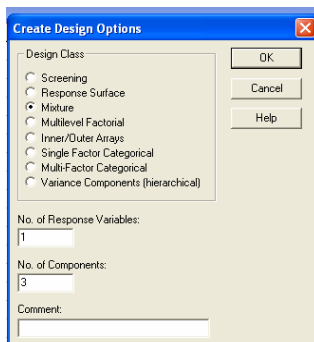 Create Design Options
Design Class
Screening
Response Surface
Mixture
Multilevel Factorial
Inner/Outer Arrays
Single Factor Categorical
Multi-Factor Categorical
Variance Components (hierarchical)
OK
Cancel
Help
No. of Response Variables:
1
No. of Components:
3
Comment: